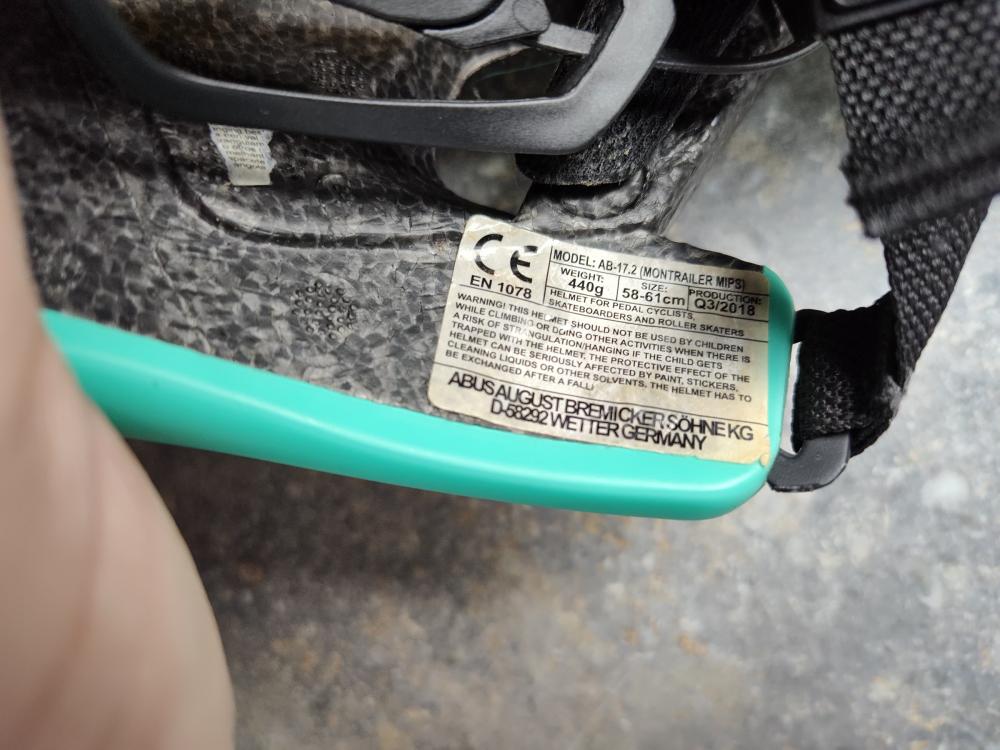 CE
EN 1078
MODEL: AB-17.2 (MONTRAILER MIPS)
WEIGHT: 440g
SIZE: 58-61cm
PRODUCTION: Q3/2018
HELMET FOR PEDAL CYCLISTS,
SKATEBOARDERS AND ROLLER SKATERS
WARNING! THIS HELMET SHOULD NOT BE USED BY CHILDREN
WHILE CLIMBING OR DOING OTHER ACTIVITIES WHEN THERE IS
A RISK OF STRANGULATION/HANGING IF THE CHILD GETS
TRAPPED WITH THE HELMET. THE PROTECTIVE EFFECT OF THE
HELMET CAN BE SERIOUSLY AFFECTED BY PAINT, STICKERS,
CLEANING LIQUIDS OR OTHER SOLVENTS. THE HELMET HAS TO
BE EXCHANGED AFTER A FALL!
ABUS AUGUST BREMICKER SÖHNE KG
D-58292 WETTER GERMANY